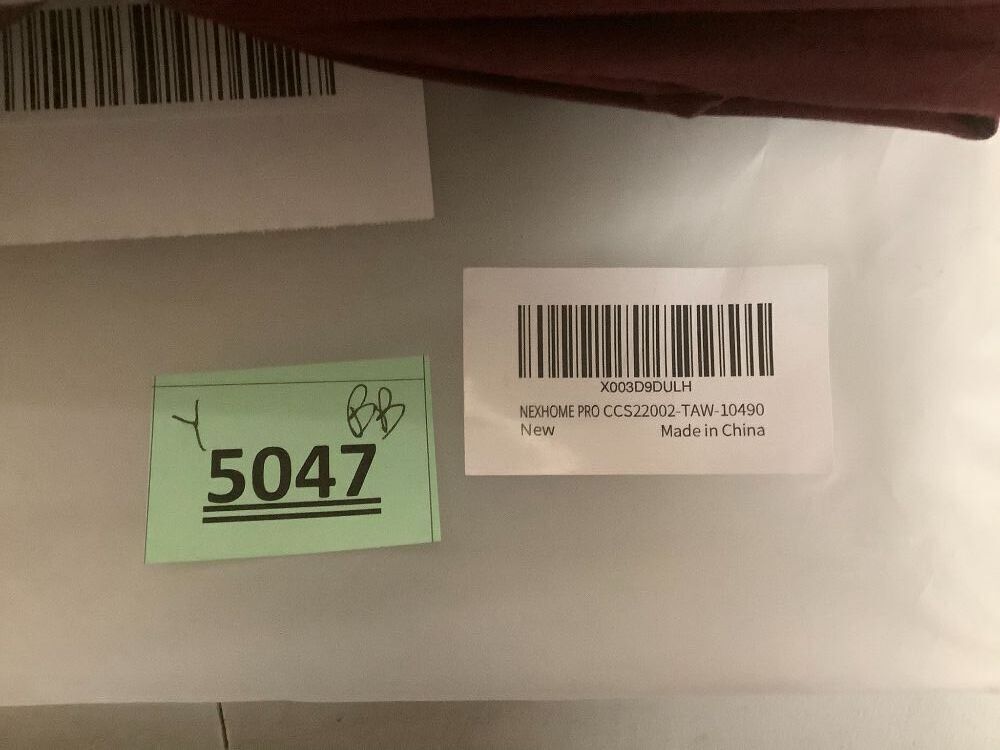 Y BB
5047
X003D9DULH
NEXHOME PRO CCS22002-TAW-10490
New Made in China